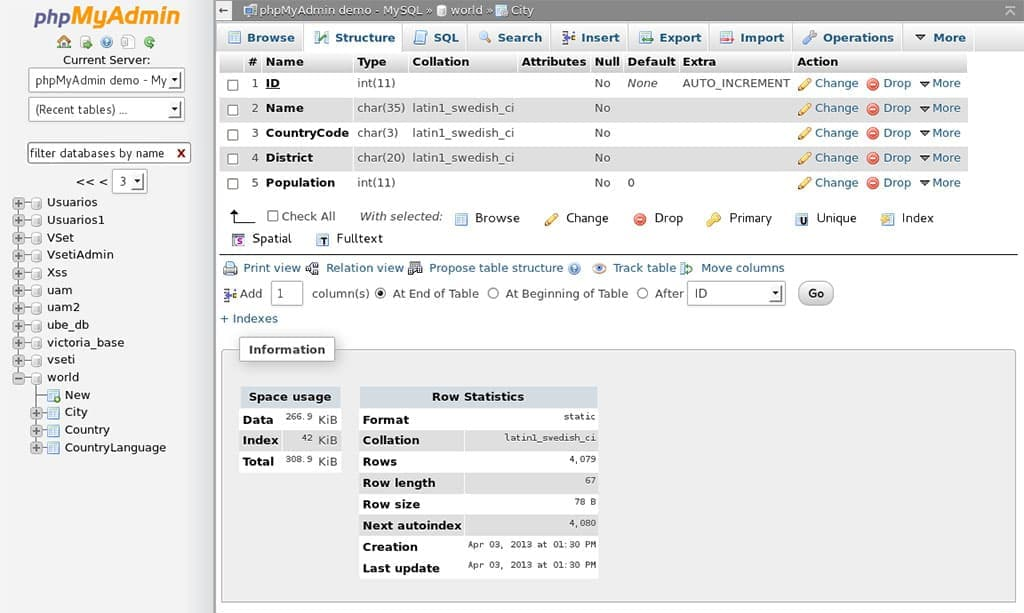 phpMyAdmin
Current Server:
phpMyAdmin demo - My
(Recent tables) ...
filter databases by name X
<< < 3
Usuarios
Usuarios1
VSet
VsetiAdmin
Xss
uam
uam2
ube_db
victoria_base
vseti
world
New
City
Country
CountryLanguage
phpMyAdmin demo - MySQL » world » City
Browse Structure SQL Search Insert Export Import Operations More
# Name Type Collation Attributes Null Default Extra Action
1 ID int(11) No None AUTO_INCREMENT Change Drop More
2 Name char(35) latin1_swedish_ci No Change Drop More
3 CountryCode char(3) latin1_swedish_ci No Change Drop More
4 District char(20) latin1_swedish_ci No Change Drop More
5 Population int(11) No 0 Change Drop More
Check All With selected: Browse Change Drop Primary Unique Index
Spatial Fulltext
Print view Relation view Propose table structure Track table Move columns
Add 1 column(s) At End of Table At Beginning of Table After ID Go
+ Indexes
Information
Space usage
Data 266.9 KiB
Index 42 KiB
Total 308.9 KiB
Row Statistics
Format static
Collation latin1_swedish_ci
Rows 4,079
Row length 67
Row size 78 B
Next autoindex 4,080
Creation Apr 03, 2013 at 01:30 PM
Last update Apr 03, 2013 at 01:30 PM